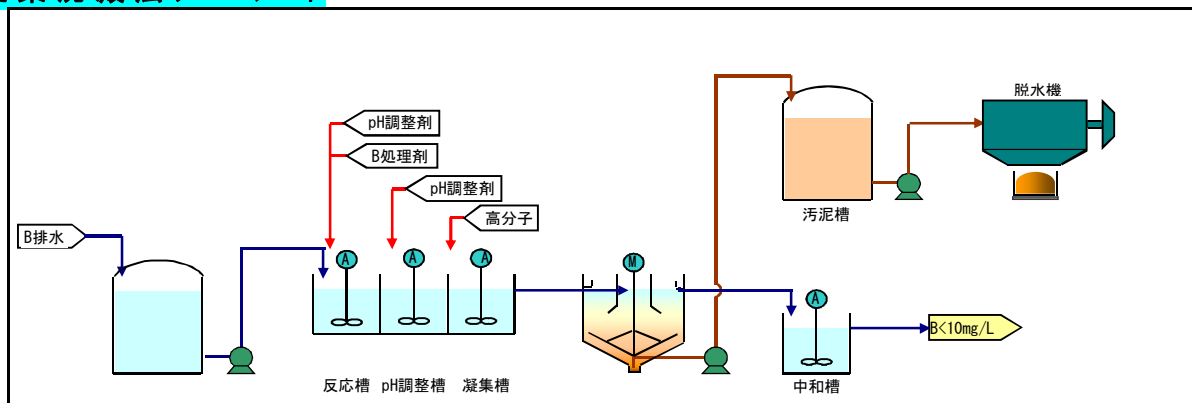 脱水機
pH調整剤
B処理剤
pH調整剤
高分子
汚泥槽
B排水
A
A
A
M
A
B<10mg/L
反応槽 pH調整槽 凝集槽
中和槽